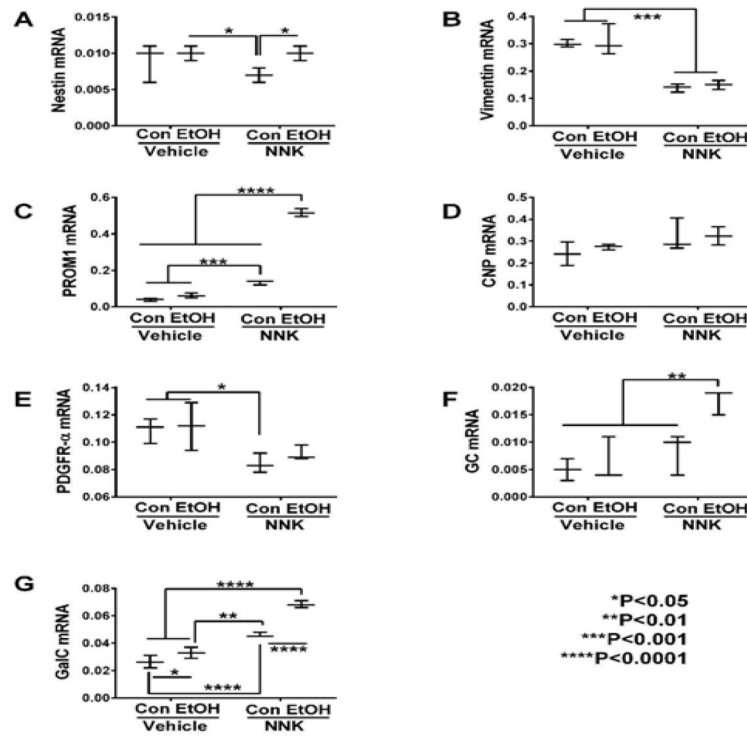 A
Nestin mRNA
0.015
0.010
0.005
0.000
* *
Con EtOH Con EtOH
Vehicle NNK
B
Vimentin mRNA
0.4
0.3
0.2
0.1
0.0
***
Con EtOH Con EtOH
Vehicle NNK
C
PROM1 mRNA
0.6
0.4
0.2
0.0
****
***
Con EtOH Con EtOH
Vehicle NNK
D
CNP mRNA
0.5
0.4
0.3
0.2
0.1
0.0
Con EtOH Con EtOH
Vehicle NNK
E
PDGFR-α mRNA
0.14
0.12
0.10
0.08
0.06
*
Con EtOH Con EtOH
Vehicle NNK
F
GC mRNA
0.020
0.015
0.010
0.005
0.000
**
Con EtOH Con EtOH
Vehicle NNK
G
GalC mRNA
0.08
0.06
0.04
0.02
0.00
****
**
****
*
****
Con EtOH Con EtOH
Vehicle NNK
*P<0.05
**P<0.01
***P<0.001
****P<0.0001